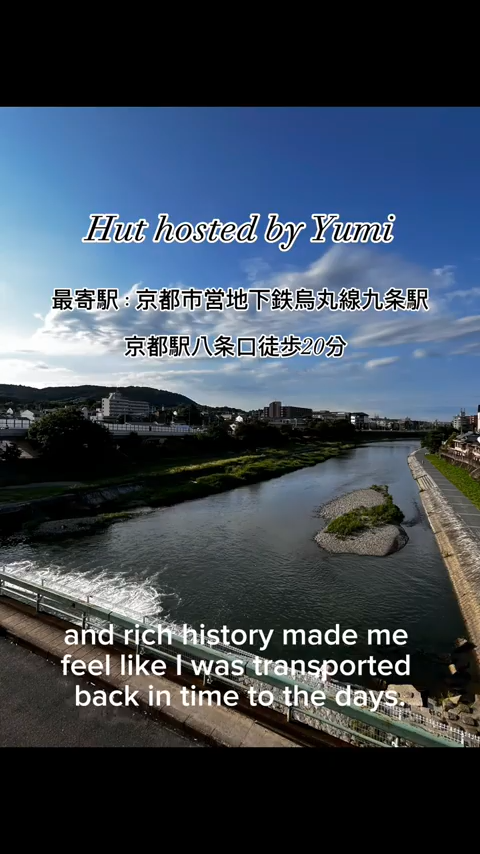 Hut hosted by Yumi
最寄駅：京都市営地下鉄烏丸線九条駅
京都駅八条口徒歩20分
and rich history made me
feel like I was transported
back in time to the days.